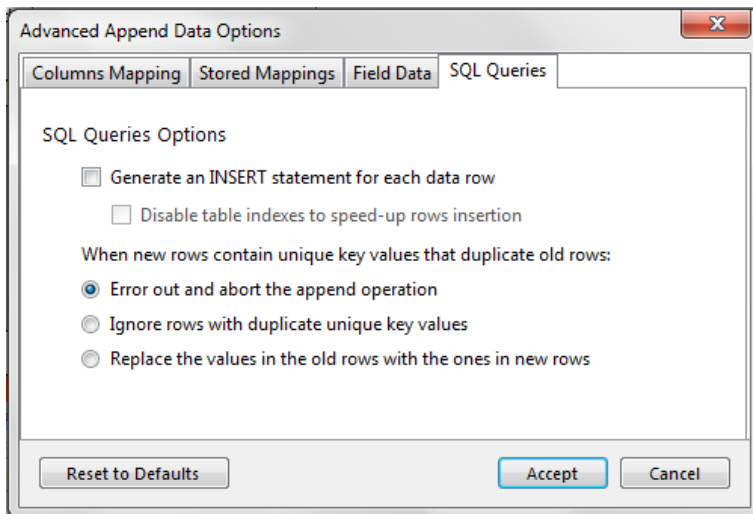 Advanced Append Data Options
Columns Mapping
Stored Mappings
Field Data
SQL Queries
SQL Queries Options
Generate an INSERT statement for each data row
Disable table indexes to speed-up rows insertion
When new rows contain unique key values that duplicate old rows:
Error out and abort the append operation
Ignore rows with duplicate unique key values
Replace the values in the old rows with the ones in new rows
Reset to Defaults
Accept
Cancel